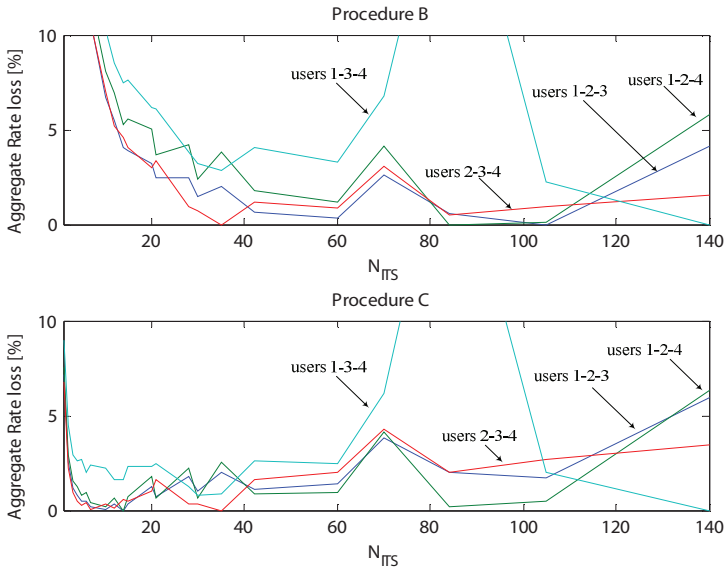 Procedure B
Aggregate Rate loss [%]
10
5
0
users 1-3-4
users 1-2-4
users 1-2-3
users 2-3-4
20 40 60 80 100 120 140
N_ITS
Procedure C
Aggregate Rate loss [%]
10
5
0
users 1-3-4
users 1-2-4
users 1-2-3
users 2-3-4
20 40 60 80 100 120 140
N_ITS